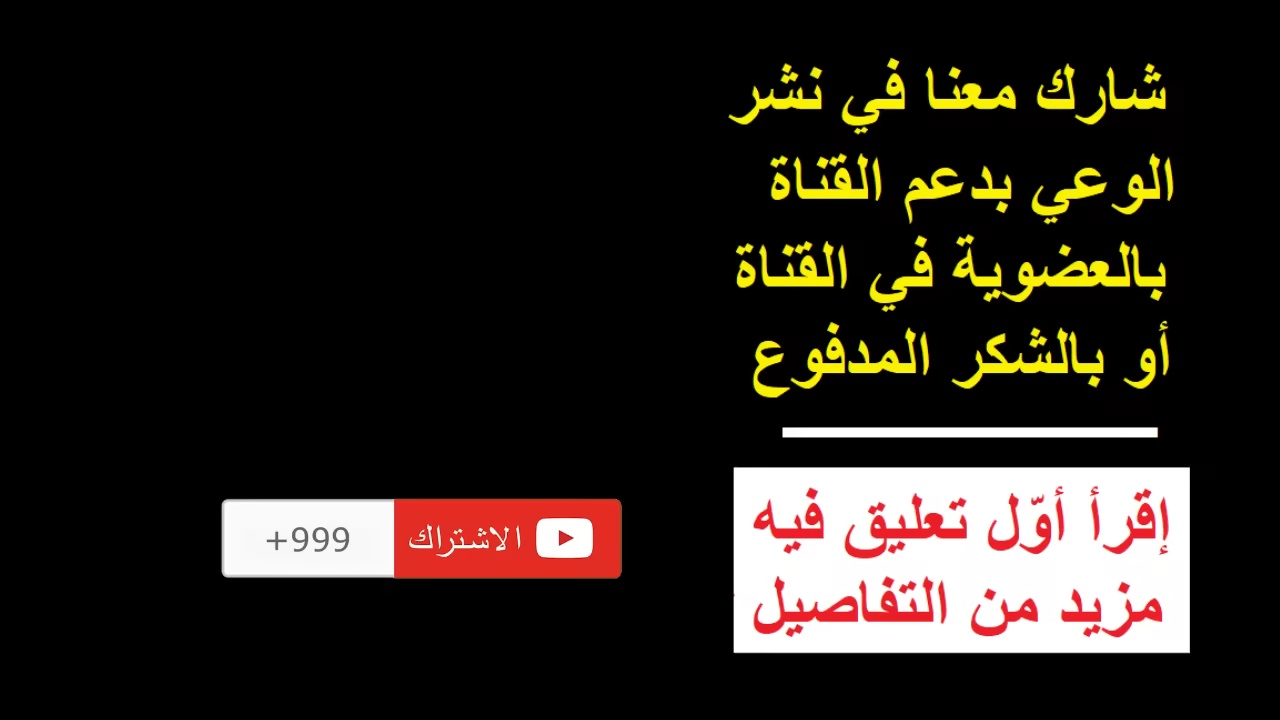 شارك معنا في نشر
الوعي بدعم القناة
بالعضوية في القناة
أو بالشكر المدفوع
إقرأ أوّل تعليق فيه
مزيد من التفاصيل
الاشتراك
+999